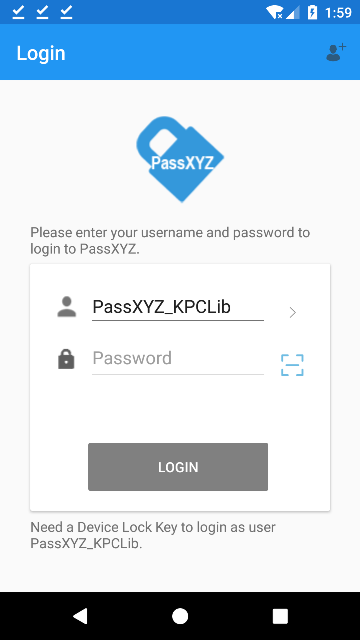 1:59
Login
PassXYZ
Please enter your username and password to
login to PassXYZ.
PassXYZ_KPCLib
Password
LOGIN
Need a Device Lock Key to login as user
PassXYZ_KPCLib.